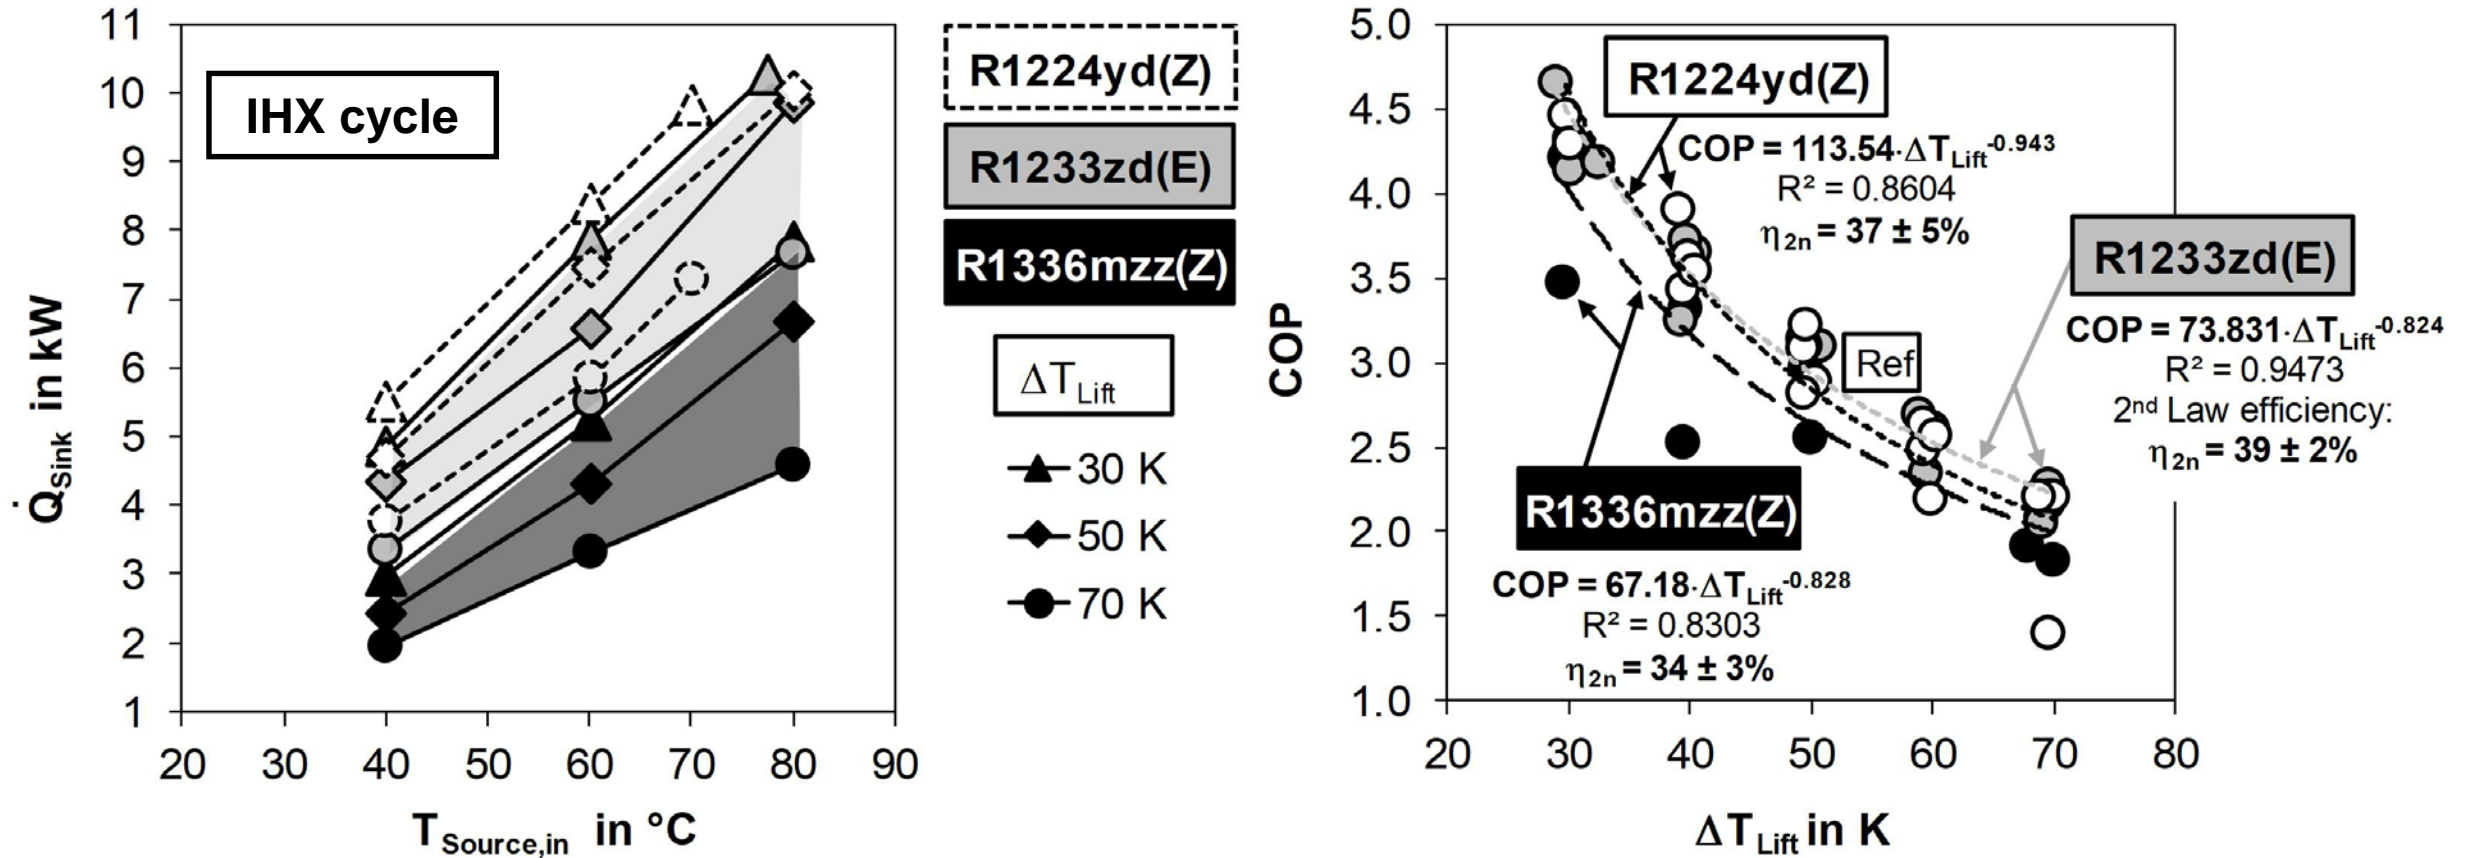 11
10
9
8
7
6
5
4
3
2
1
Q̇Sink in kW
IHX cycle
20 30 40 50 60 70 80 90
TSource,in in °C
R1224yd(Z)
R1233zd(E)
R1336mzz(Z)
ΔTLift
30 K
50 K
70 K
5.0
4.5
4.0
3.5
3.0
2.5
2.0
1.5
1.0
COP
R1224yd(Z)
COP = 113.54·ΔTLift-0.943
R² = 0.8604
η2n = 37 ± 5%
Ref
R1233zd(E)
COP = 73.831·ΔTLift-0.824
R² = 0.9473
2nd Law efficiency:
η2n = 39 ± 2%
R1336mzz(Z)
COP = 67.18·ΔTLift-0.828
R² = 0.8303
η2n = 34 ± 3%
20 30 40 50 60 70 80
ΔTLift in K